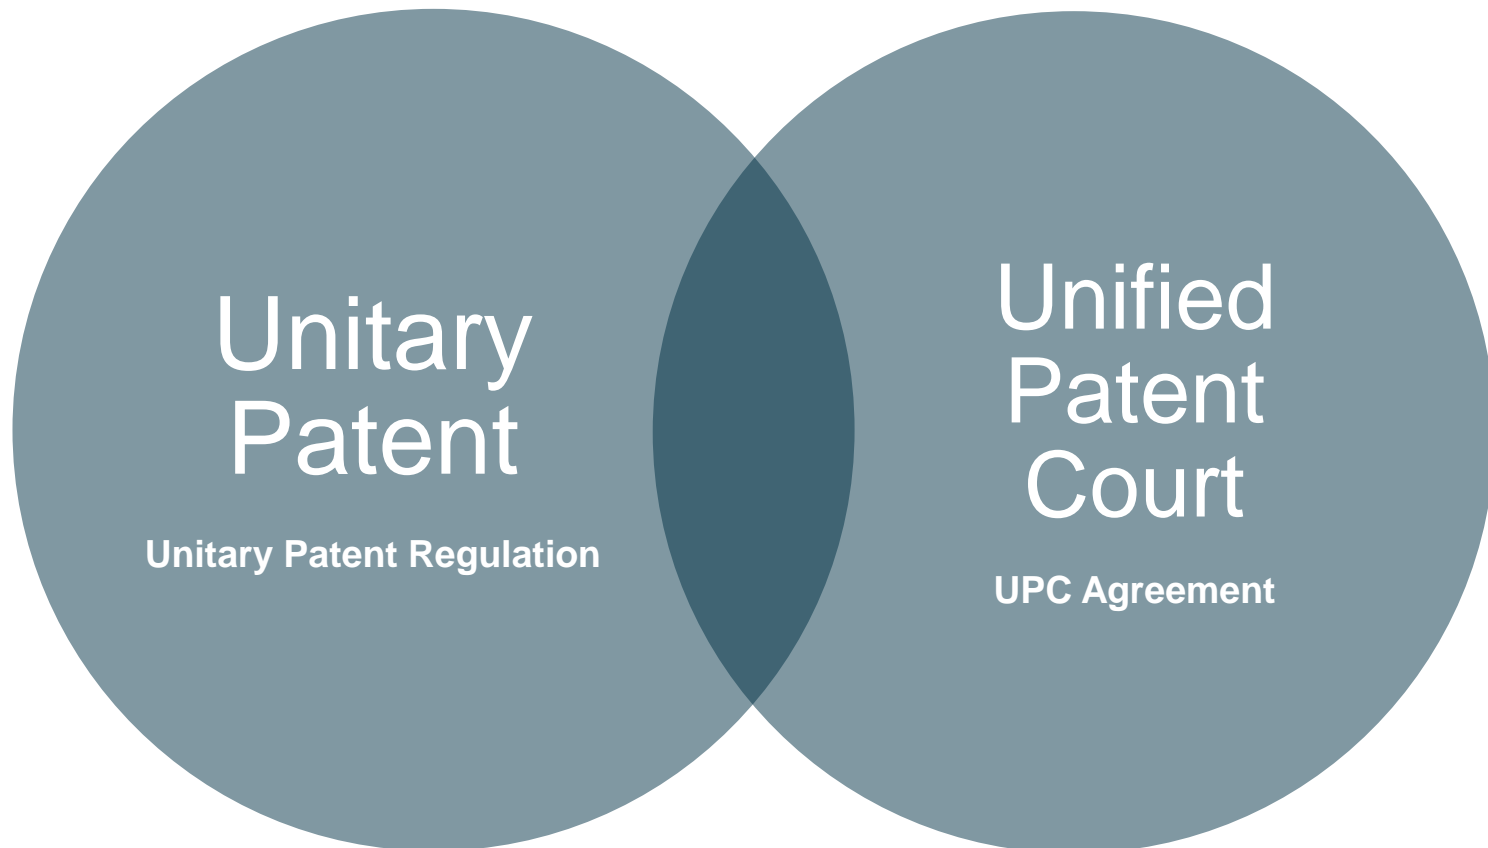 Unitary
Patent
Unitary Patent Regulation
Unified
Patent
Court
UPC Agreement